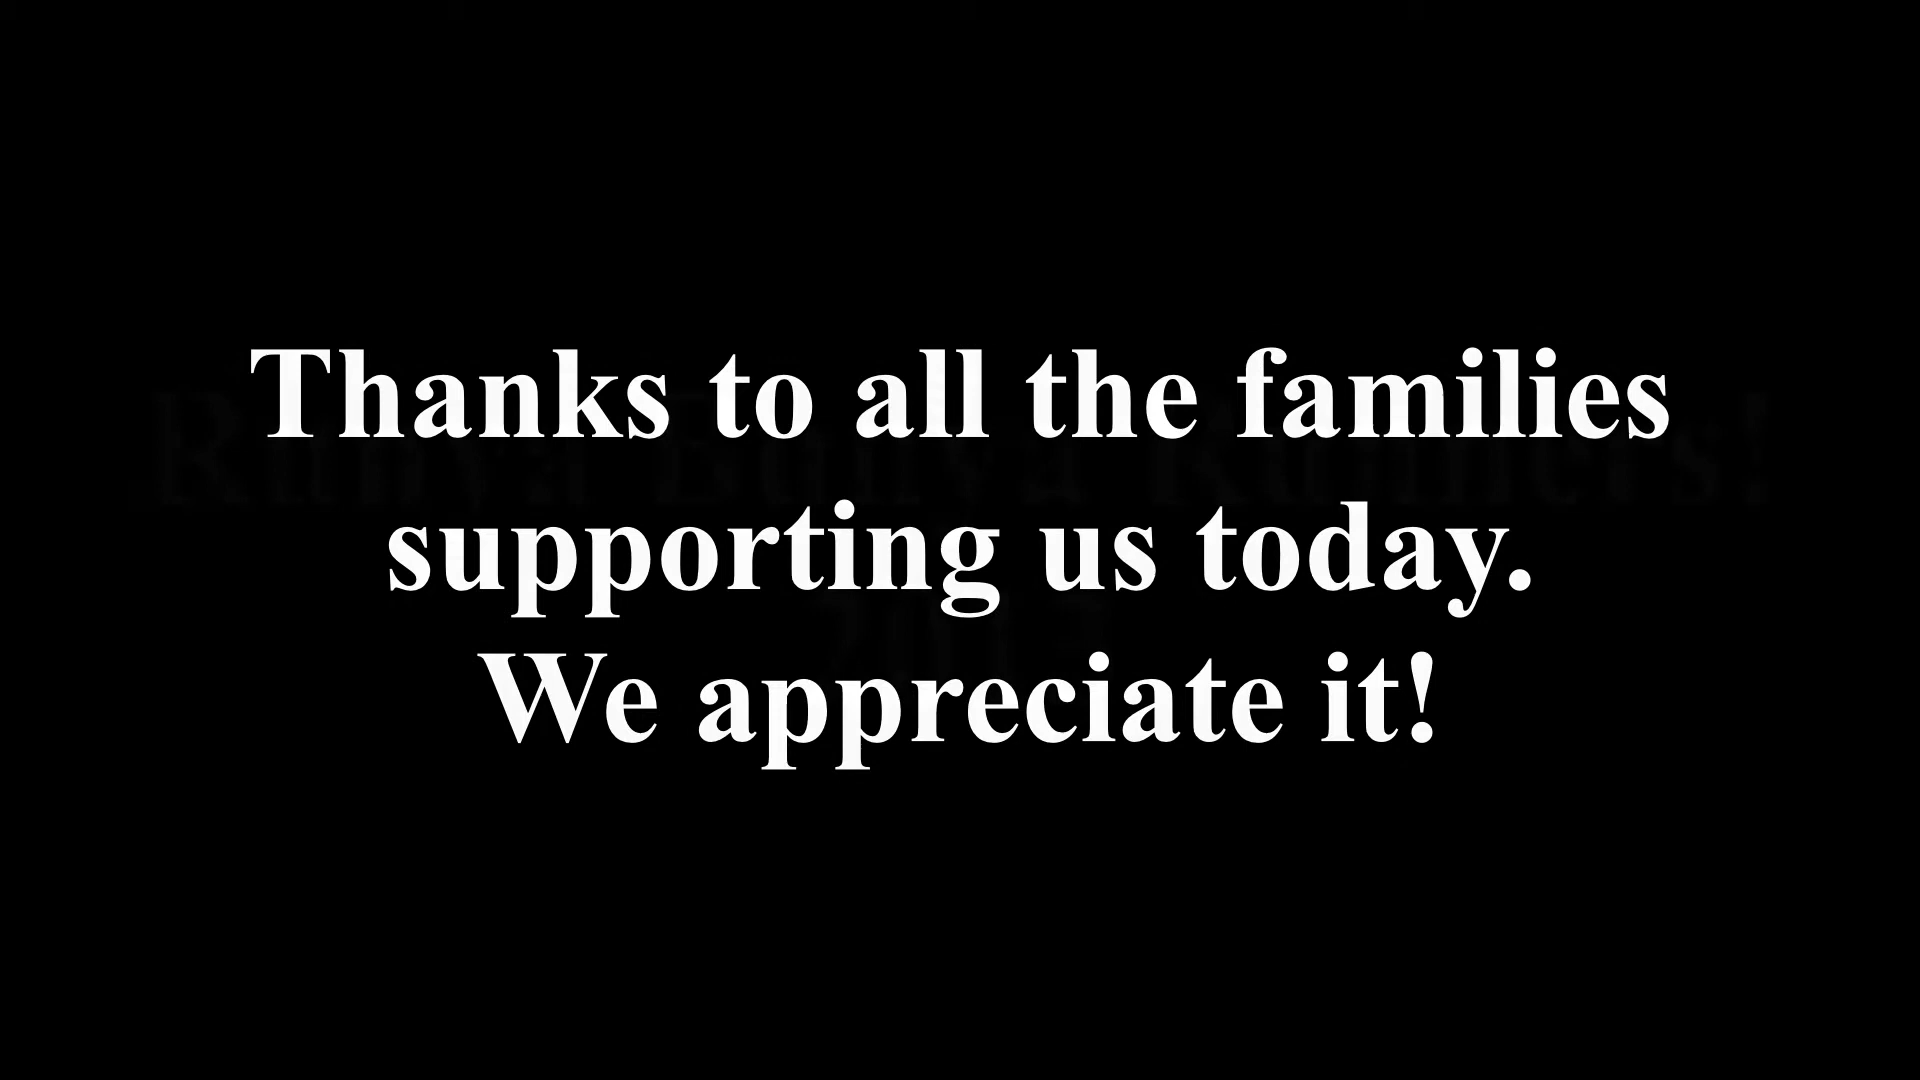 Thanks to all the families
supporting us today.
We appreciate it!